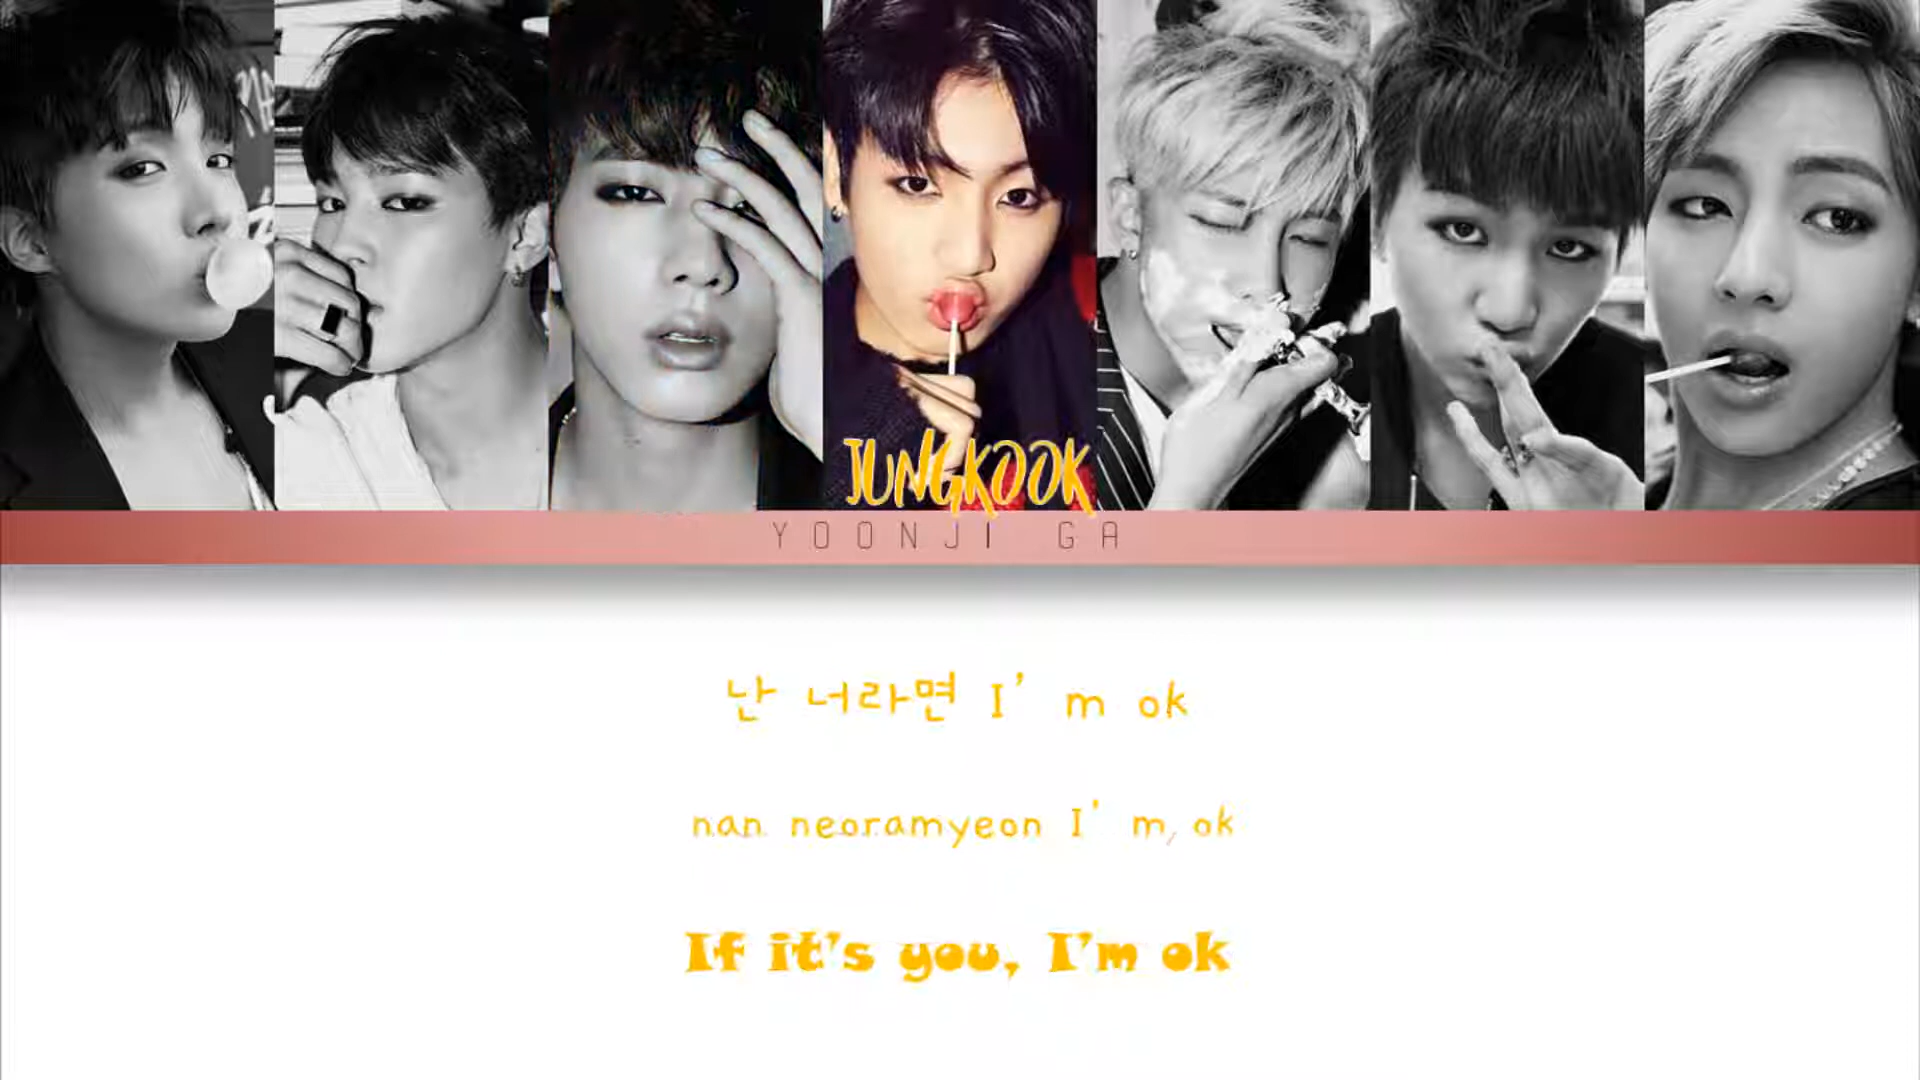 JUNGKOOK
YOONJI GA
난 너라면 I'm ok
nan neoramyeon I'm, ok
If it's you, I'm ok